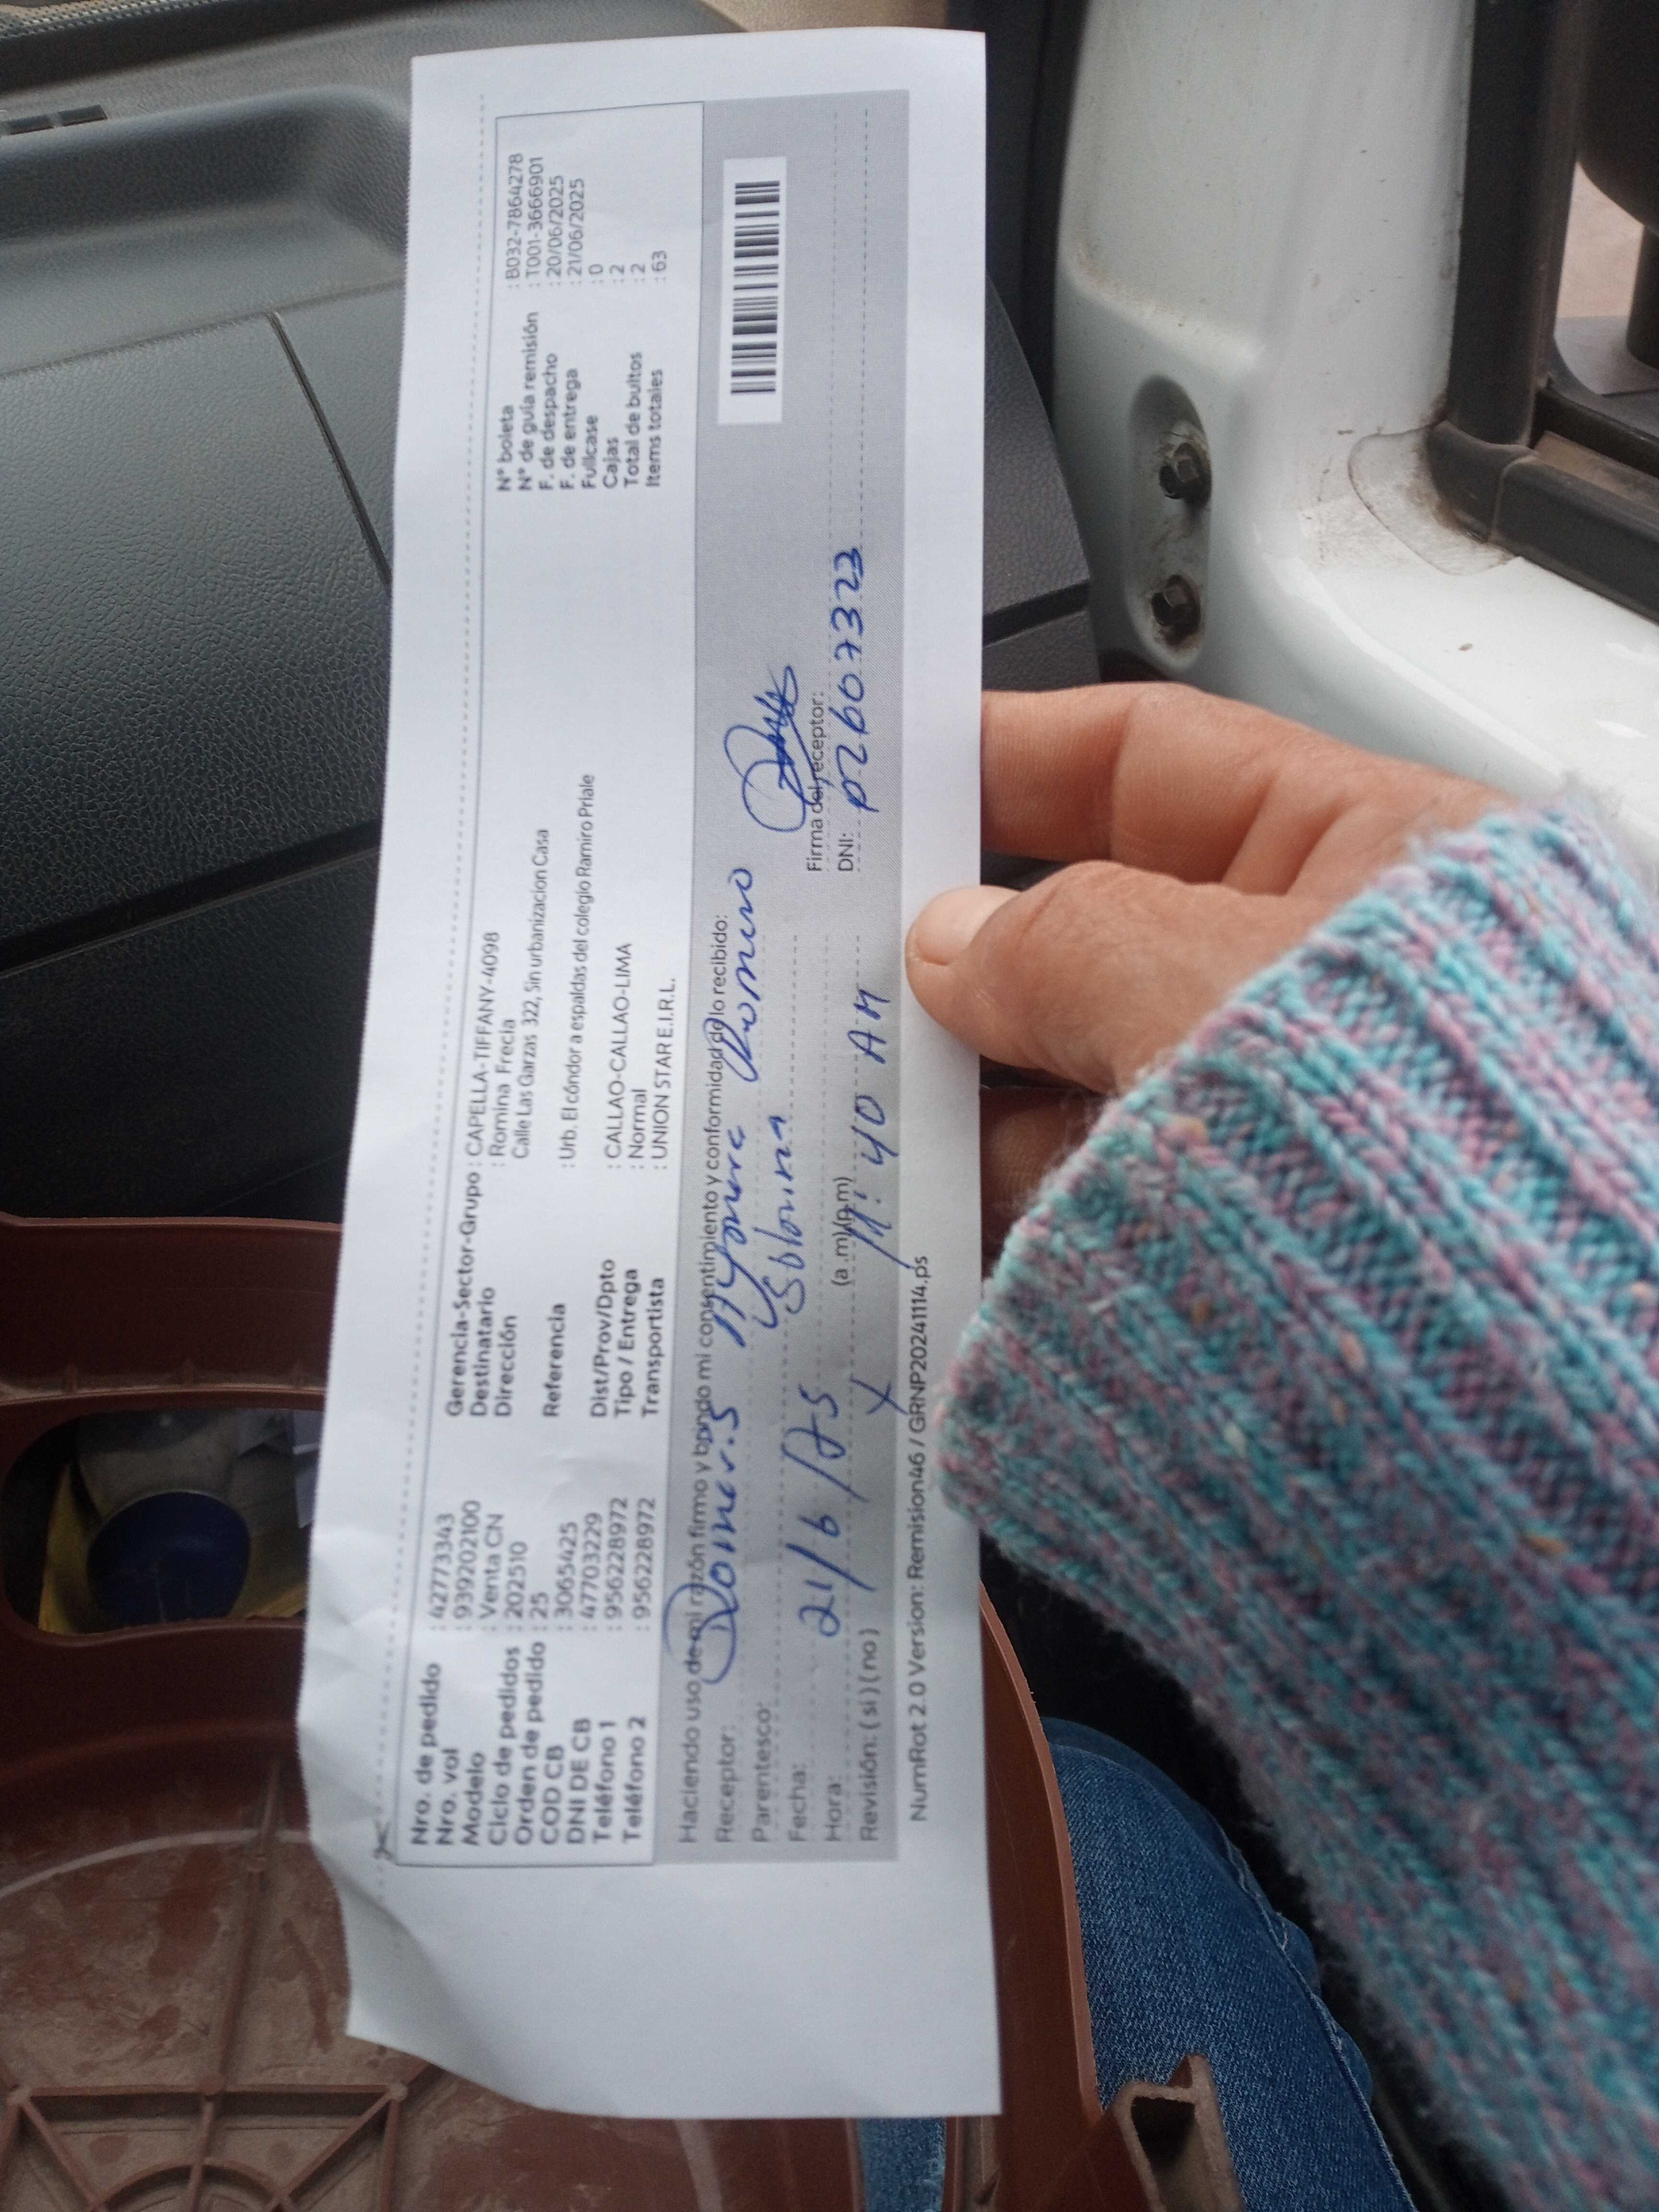 Nro. de pedido : 42773343
Nro. vol : 939202100
Modelo : Venta CN
Ciclo de pedidos : 202510
Orden de pedido : 25
COD CB : 3065425
DNI DE CB : 47703229
Teléfono 1 : 956228972
Teléfono 2 : 956228972
Gerencia-Sector-Grupo : CAPELLA-TIFFANY-4098
Destinatario : Romina Frecia
Dirección Calle Las Garzas 322, Sin urbanizacion Casa
Referencia : Urb. El cóndor a espaldas del colegio Ramiro Priale
Dist/Prov/Dpto : CALLAO-CALLAO-LIMA
Tipo / Entrega : Normal
Transportista : UNION STAR E.I.R.L.
N° boleta : B032-7864278
N° de guía remisión : T001-3666901
F. de despacho : 20/06/2025
F. de entrega : 21/06/2025
Fullcase : 0
Cajas : 2
Total de bultos : 2
Items totales : 63
Haciendo uso de mi razón firmo y brindo mi consentimiento y conformidad de lo recibido:
Receptor: Romero
Parentesco: Sobrina
Fecha: 21/6/25
Hora: (a.m)(p.m) 11:40 AM
Revisión: (si) (no) X
Firma del receptor:
DNI:
NumRot 2.0 Version: Remision46 / GRNP20241114.ps